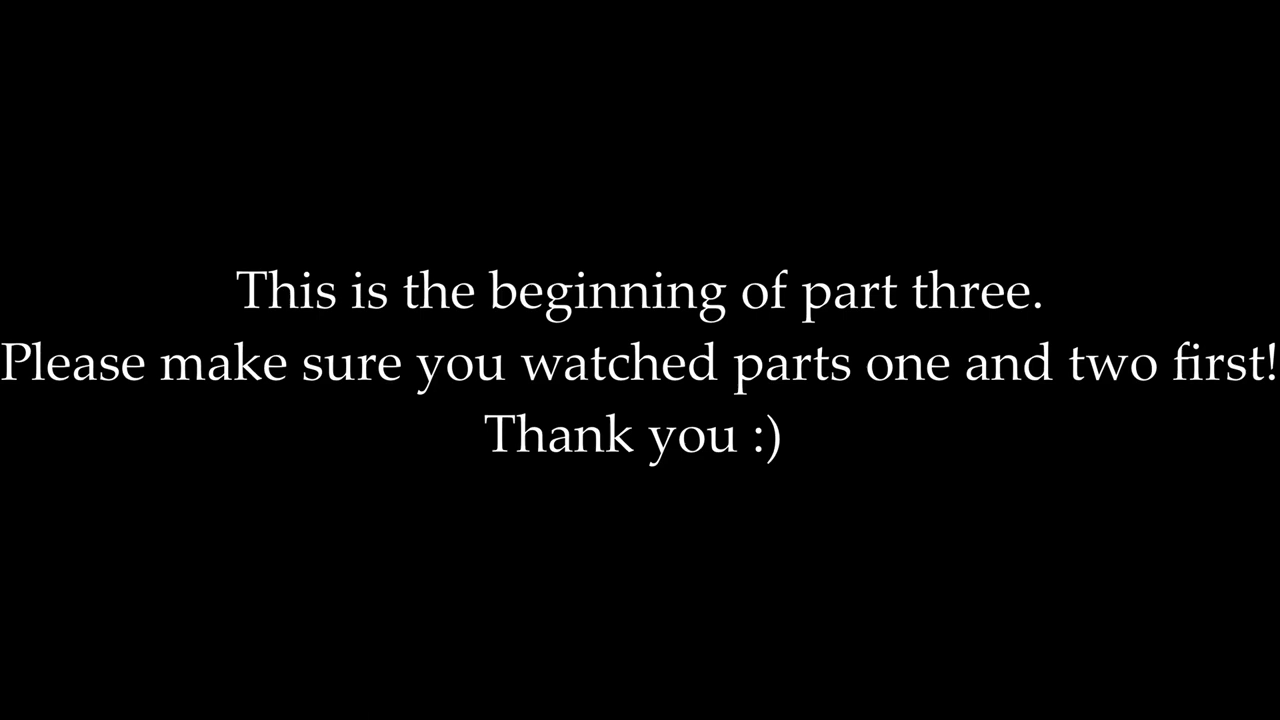 This is the beginning of part three.
Please make sure you watched parts one and two first!
Thank you :)